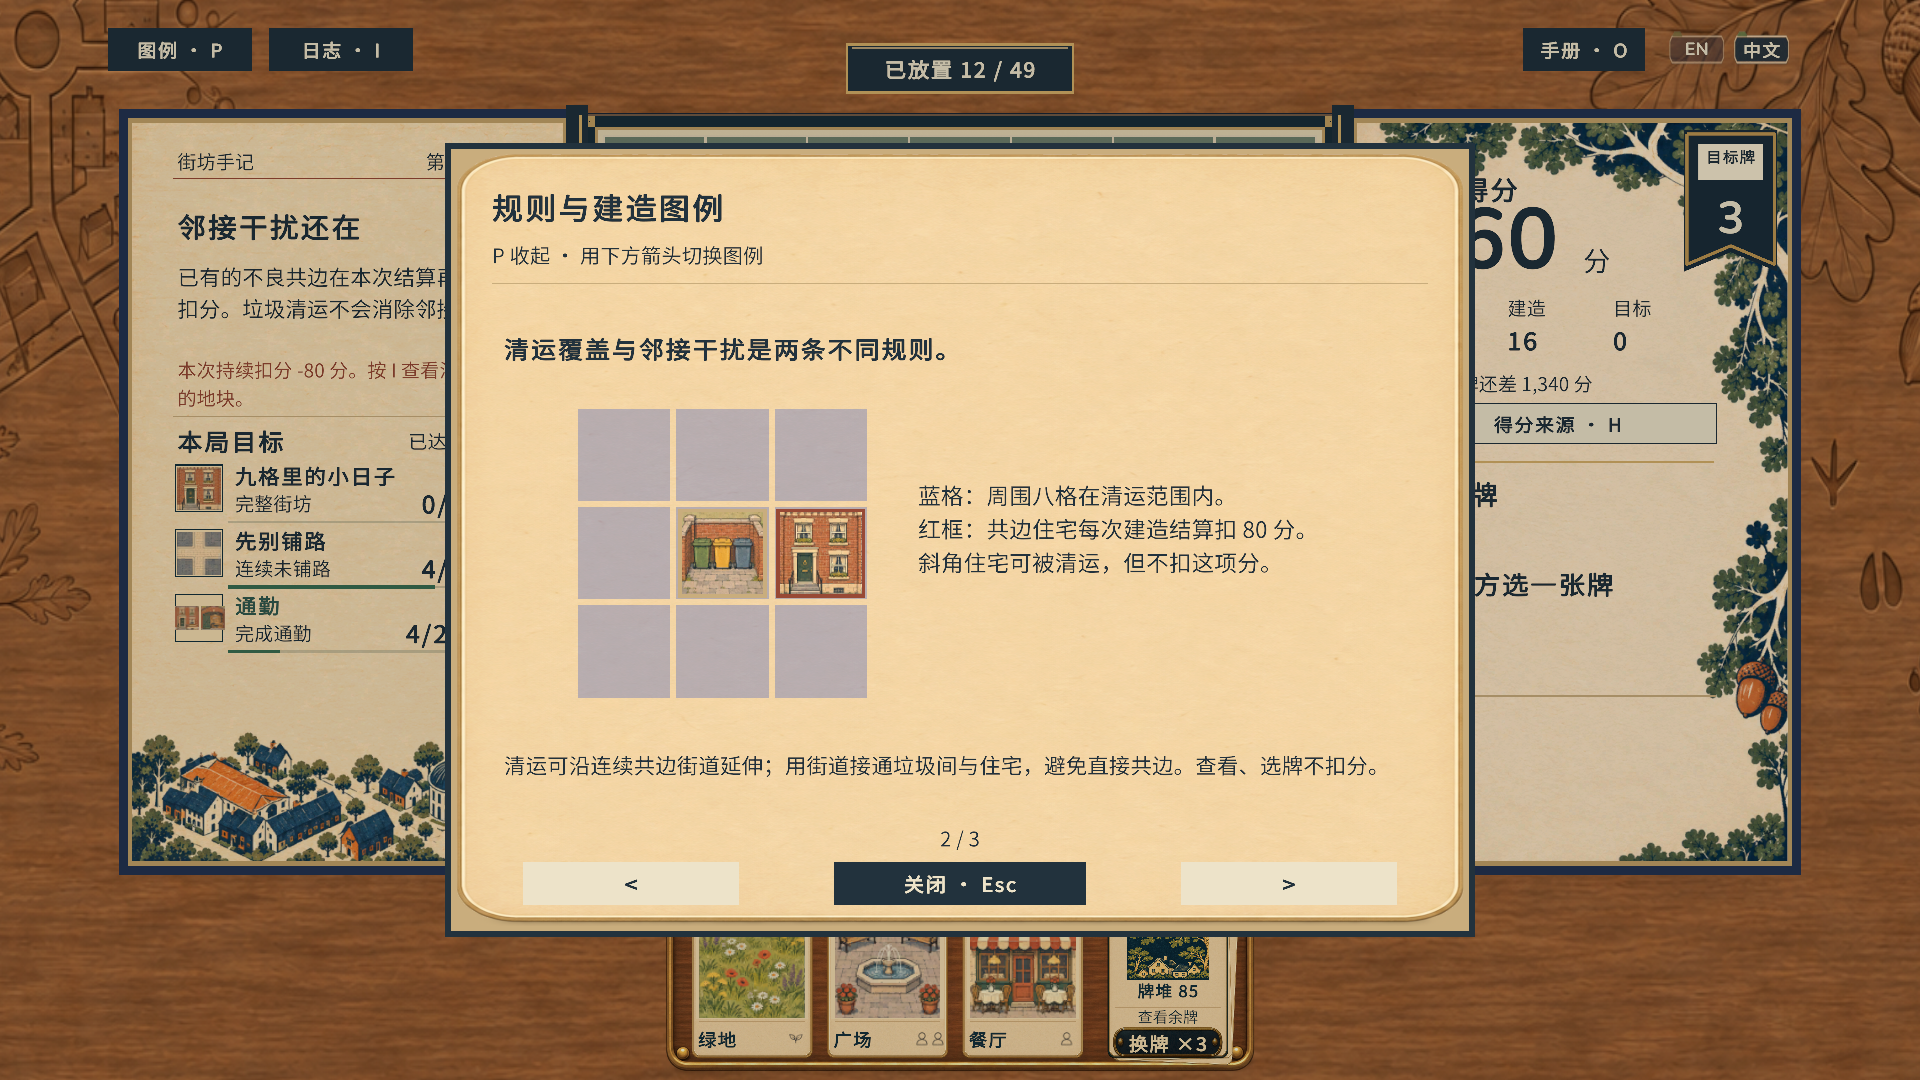 图例 · P
日志 · I
已放置 12 / 49
手册 · O
EN
中文
街坊手记
第
邻接干扰还在
已有的不良共边在本次结算
扣分。垃圾清运不会消除邻
本次持续扣分 -80 分。按 I 查看
的地块。
本局目标
已达
九格里的小日子
完整街坊
0/
先别铺路
连续未铺路
4/
通勤
完成通勤
4/2
规则与建造图例
P 收起 · 用下方箭头切换图例
清运覆盖与邻接干扰是两条不同规则。
蓝格：周围八格在清运范围内。
红框：共边住宅每次建造结算扣 80 分。
斜角住宅可被清运，但不扣这项分。
清运可沿连续共边街道延伸；用街道接通垃圾间与住宅，避免直接共边。查看、选牌不扣分。
2 / 3
<
关闭 · Esc
>
得分
60
分
目标牌
3
建造
目标
16
0
还差 1,340 分
得分来源 · H
牌
方选一张牌
绿地
广场
餐厅
牌堆 85
查看余牌
换牌 ×3